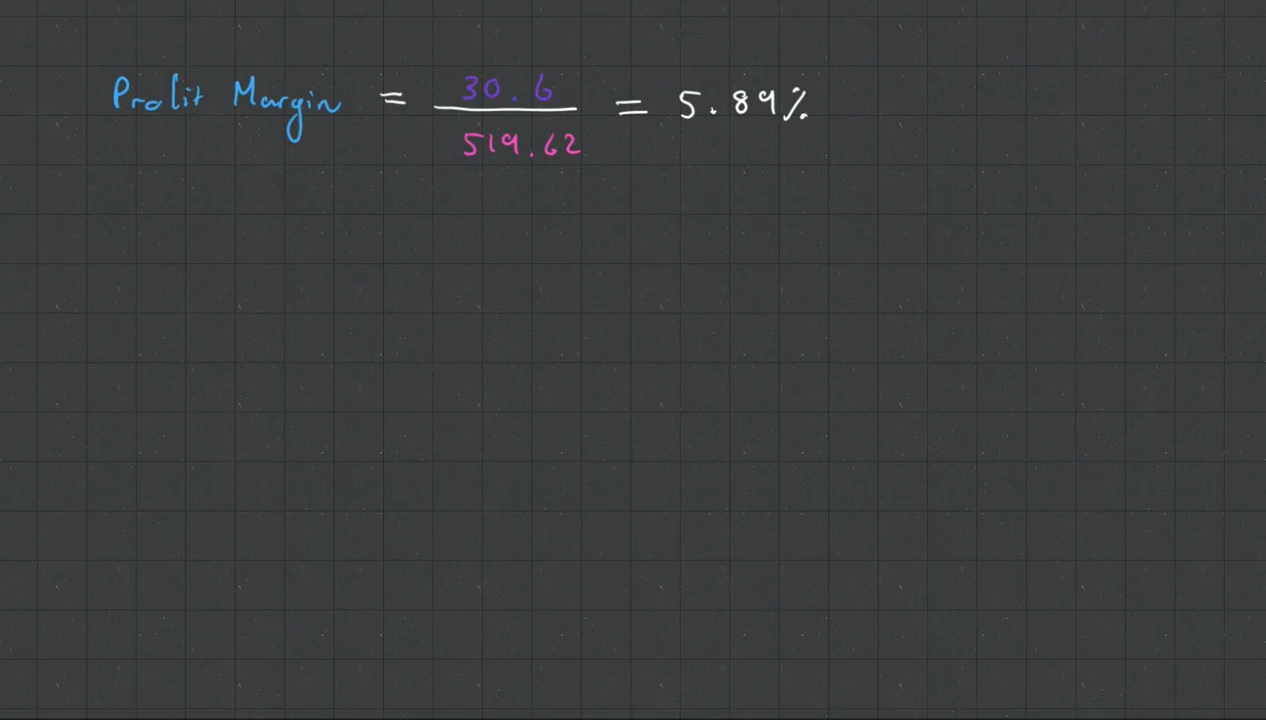 Profit Margin = 30.6 / 519.62 = 5.89%